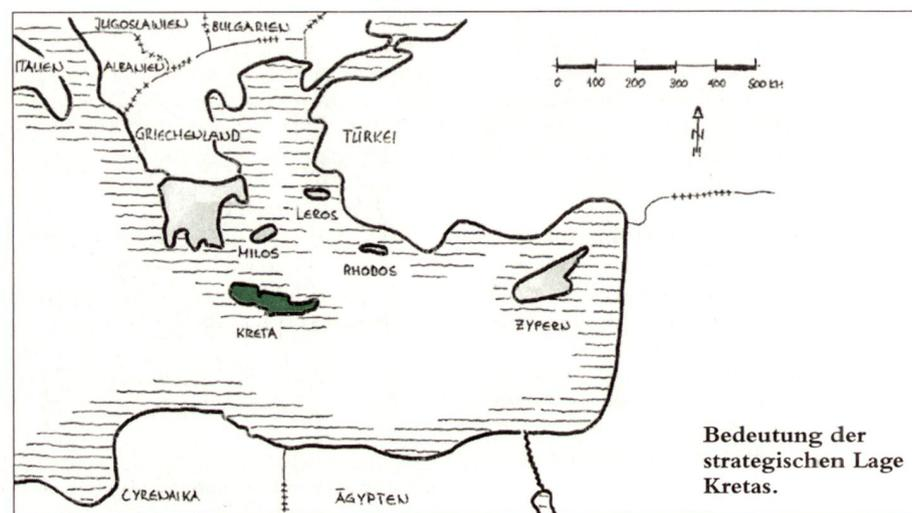 JUGOSLAWIEN
BULGARIEN
ITALIEN
ALBANIEN
GRIECHENLAND
TÜRKEI
0 100 200 300 400 500 KM
N
LEROS
MILOS
RHODOS
KRETA
ZYPERN
CYRENAIKA
ÄGYPTEN
Bedeutung der
strategischen Lage
Kretas.